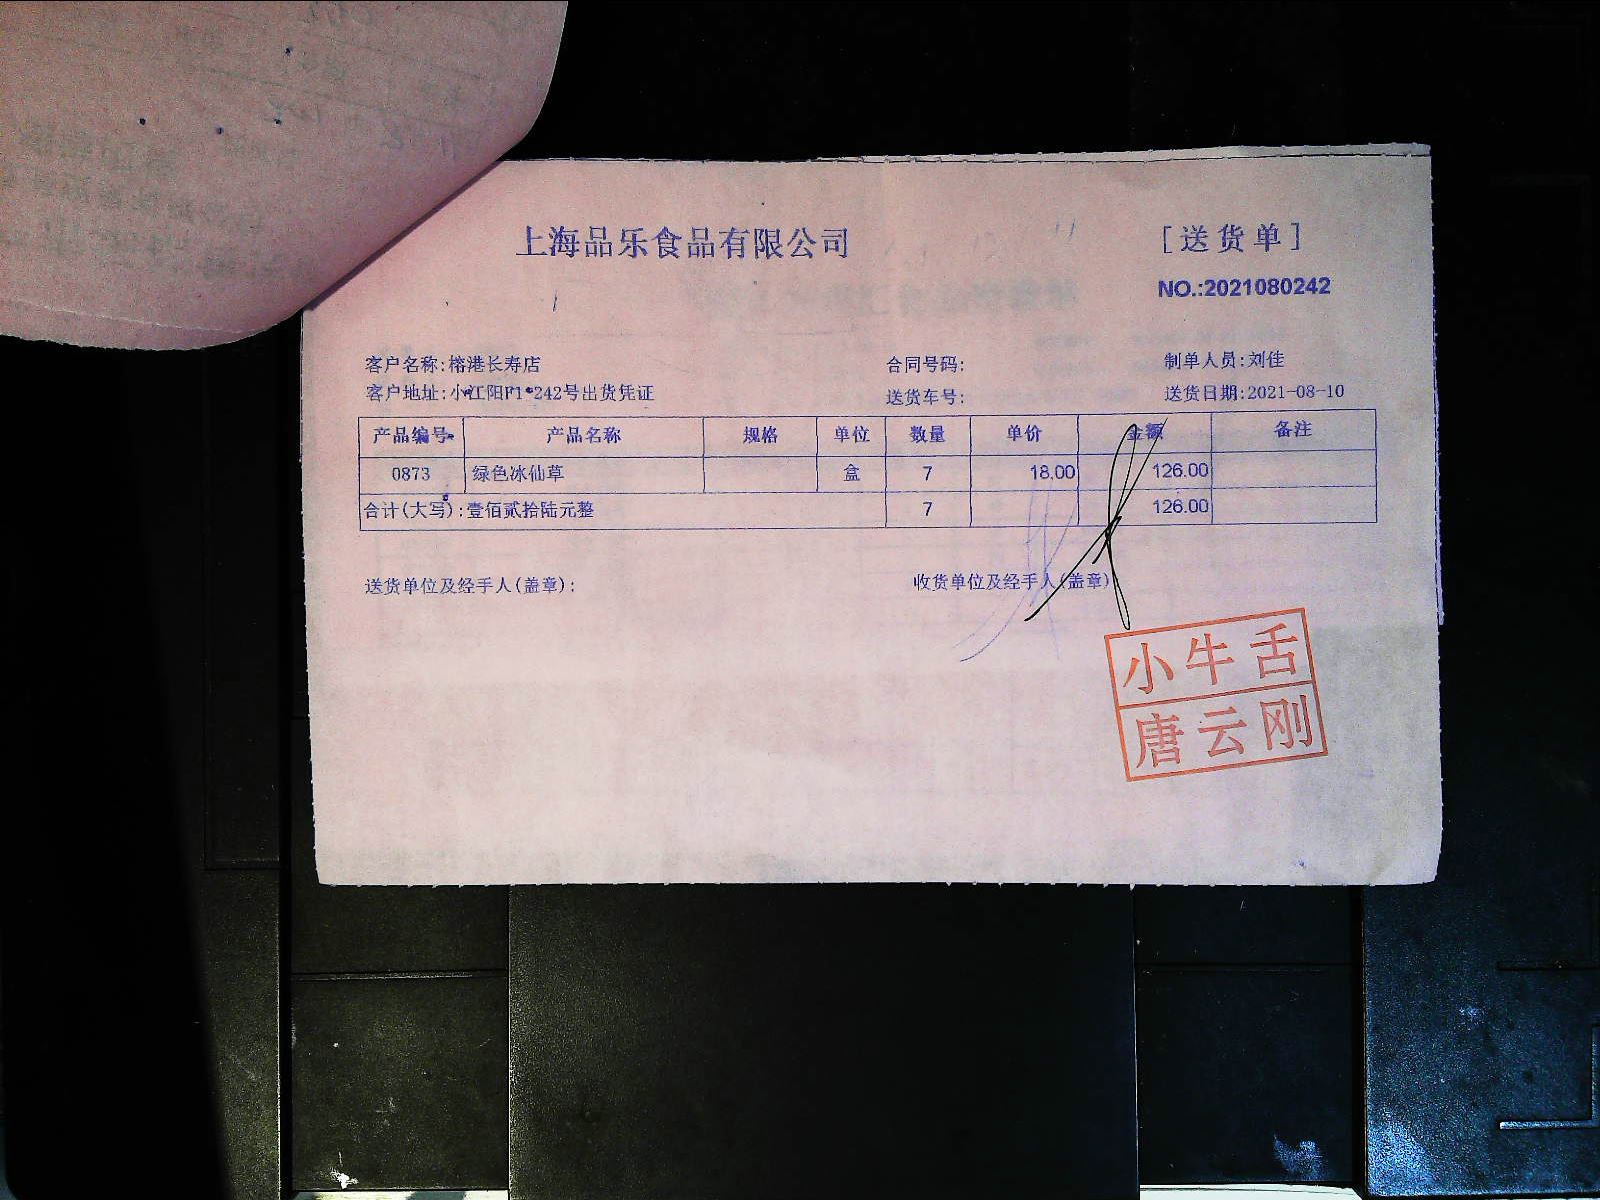 上海品乐食品有限公司 [送货单]
NO.:2021080242
客户名称:榕港长寿店 合同号码: 制单人员:刘佳
客户地址:小江阳F1*242号出货凭证 送货车号: 送货日期:2021-08-10
产品编号 产品名称 规格 单位 数量 单价 金额 备注
0873 绿色冰仙草 盒 7 18.00 126.00
合计(大写):壹佰贰拾陆元整 7 126.00
送货单位及经手人(盖章): 收货单位及经手人(盖章)
小牛舌
唐云刚